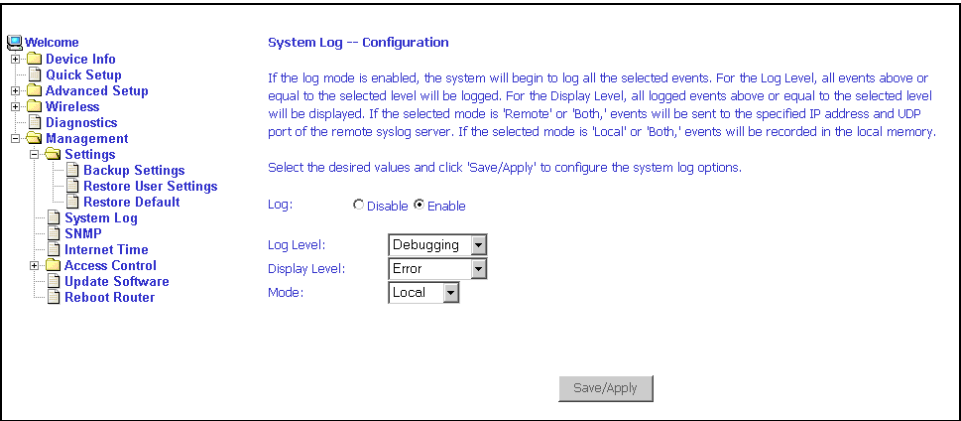 Welcome
Device Info
Quick Setup
Advanced Setup
Wireless
Diagnostics
Management
Settings
Backup Settings
Restore User Settings
Restore Default
System Log
SNMP
Internet Time
Access Control
Update Software
Reboot Router
System Log -- Configuration
If the log mode is enabled, the system will begin to log all the selected events. For the Log Level, all events above or
equal to the selected level will be logged. For the Display Level, all logged events above or equal to the selected level
will be displayed. If the selected mode is 'Remote' or 'Both,' events will be sent to the specified IP address and UDP
port of the remote syslog server. If the selected mode is 'Local' or 'Both,' events will be recorded in the local memory.
Select the desired values and click 'Save/Apply' to configure the system log options.
Log: Disable Enable
Log Level: Debugging
Display Level: Error
Mode: Local
Save/Apply